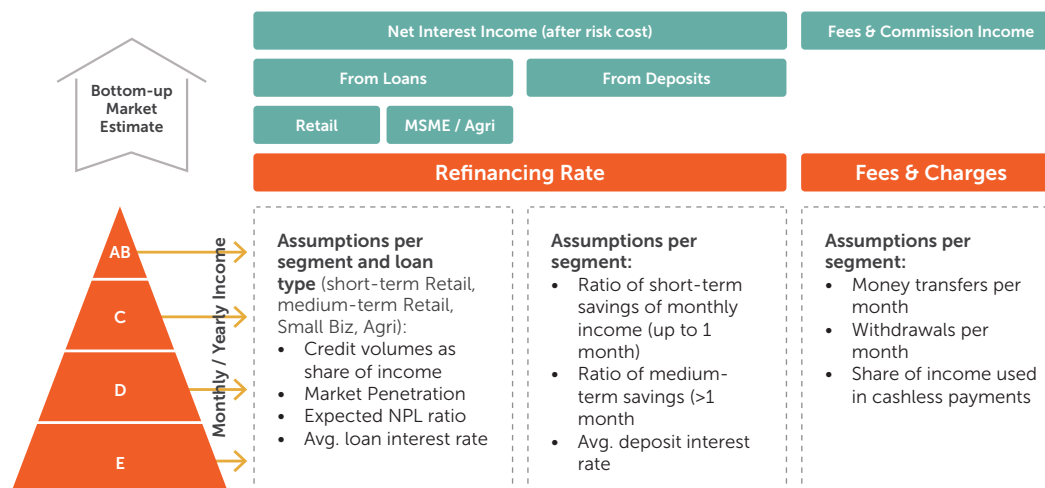 Net Interest Income (after risk cost)
Fees & Commission Income
Bottom-up
Market
Estimate
From Loans
From Deposits
Retail
MSME / Agri
Refinancing Rate
Fees & Charges
AB
C
D
E
Monthly / Yearly Income
Assumptions per
segment and loan
type (short-term Retail,
medium-term Retail,
Small Biz, Agri):
• Credit volumes as
share of income
• Market Penetration
• Expected NPL ratio
• Avg. loan interest rate
Assumptions per
segment:
• Ratio of short-term
savings of monthly
income (up to 1
month)
• Ratio of medium-
term savings (>1
month
• Avg. deposit interest
rate
Assumptions per
segment:
• Money transfers per
month
• Withdrawals per
month
• Share of income used
in cashless payments